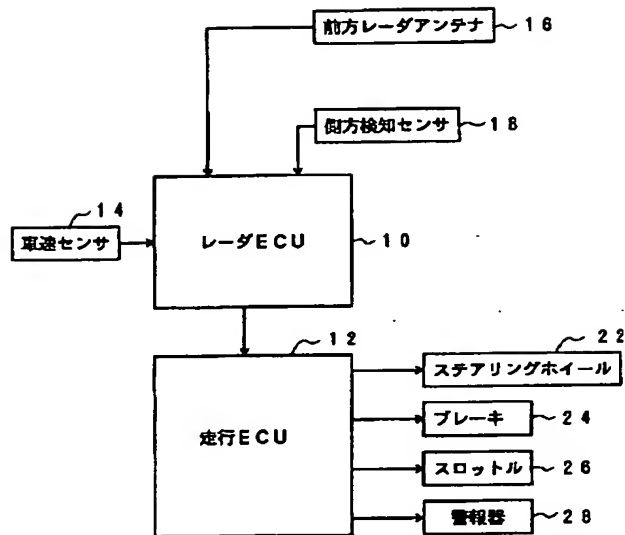 前方レーダアンテナ 16
側方検知センサ 18
14
車速センサ
レーダECU 10
12
22
ステアリングホイール
走行ECU
ブレーキ 24
スロットル 26
警報器 28